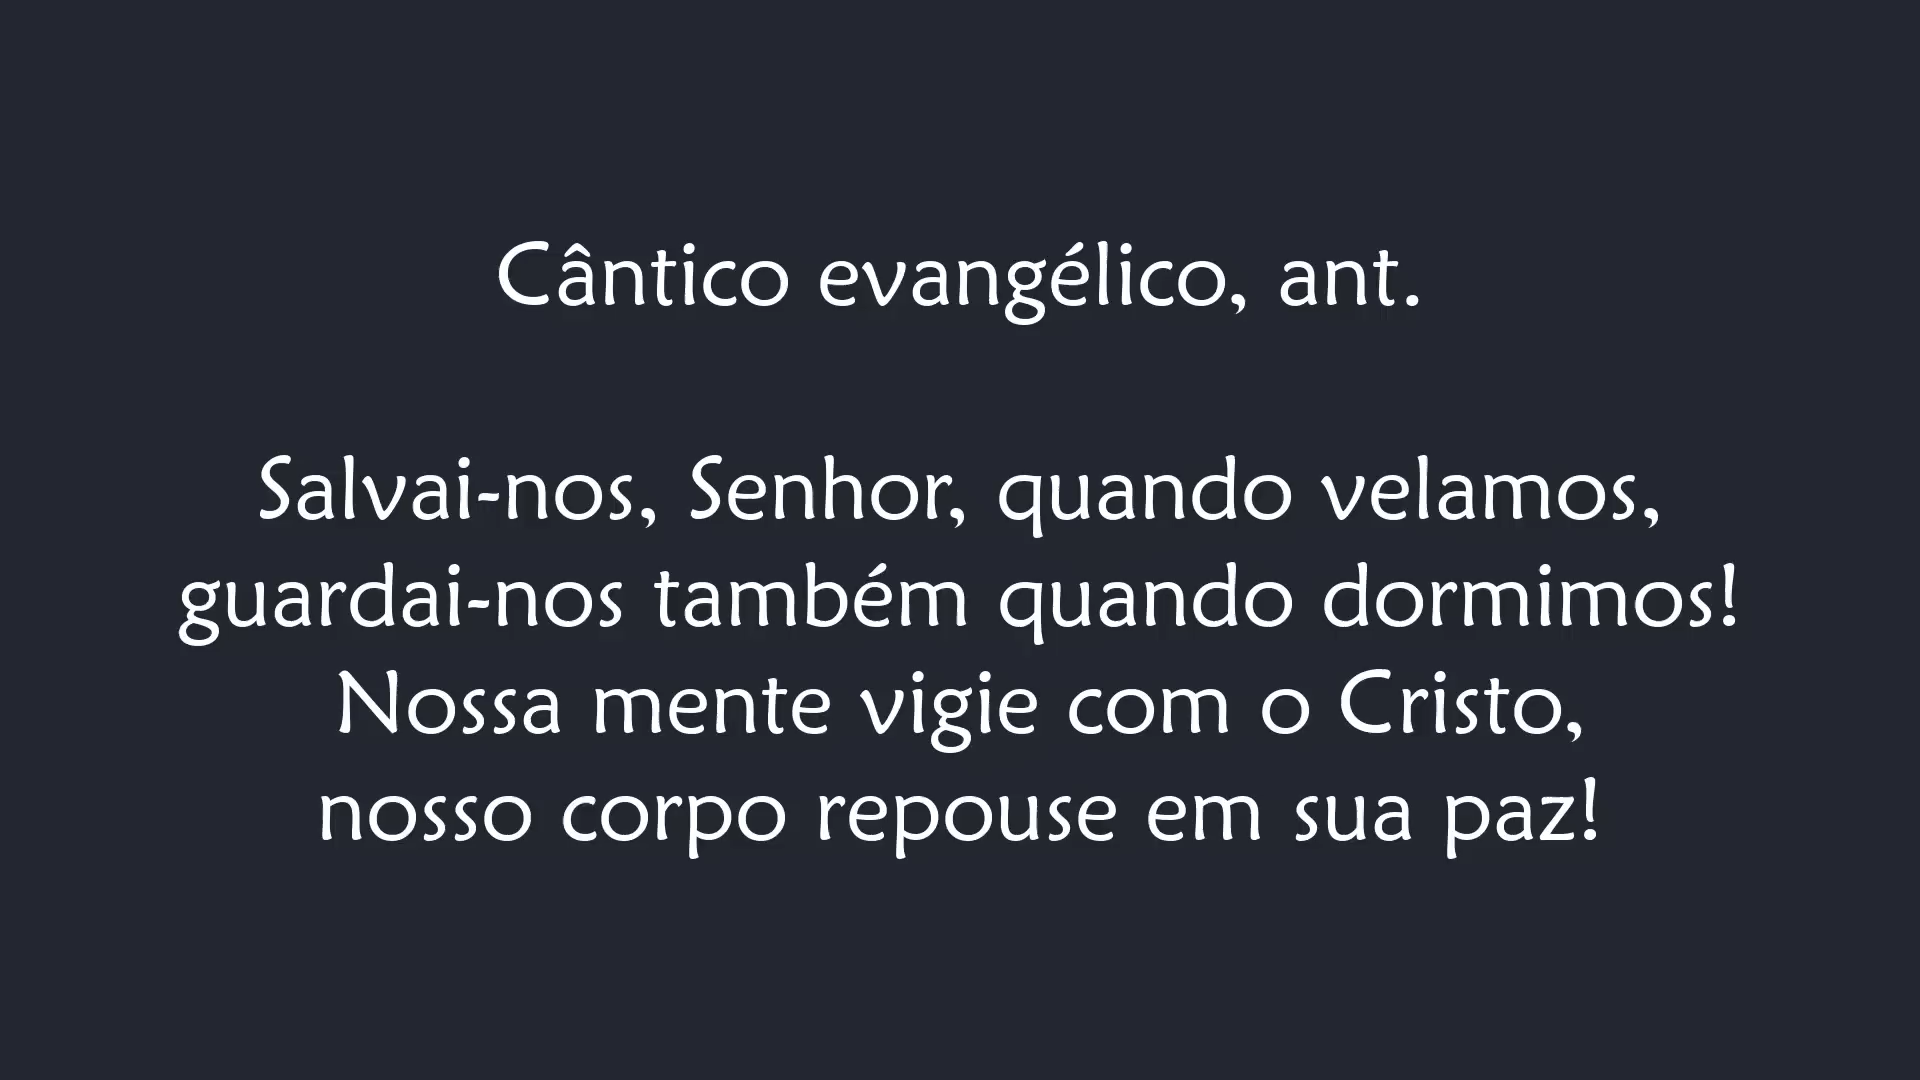 Cântico evangélico, ant.
Salvai-nos, Senhor, quando velamos,
guardai-nos também quando dormimos!
Nossa mente vigie com o Cristo,
nosso corpo repouse em sua paz!